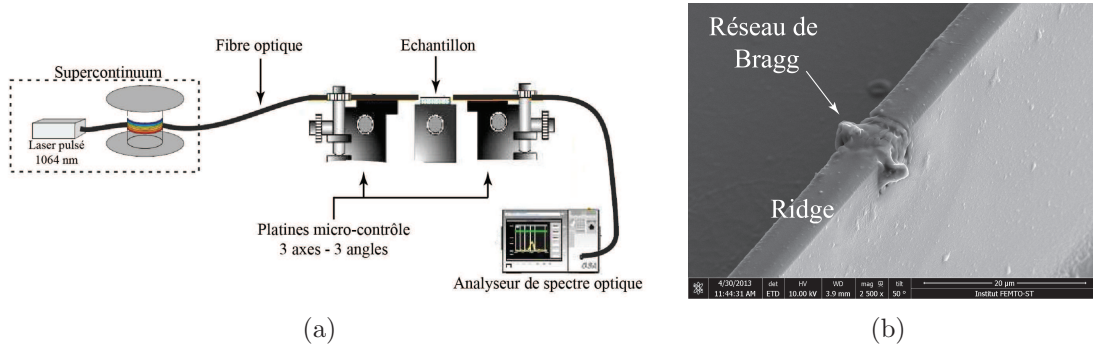 Fibre optique
Echantillon
Supercontinuum
Laser pulsé
1064 nm
Platines micro-contrôle
3 axes - 3 angles
Analyseur de spectre optique
(a)
Réseau de
Bragg
Ridge
4/30/2013 det HV WD mag tilt 20 µm
11:44:31 AM ETD 10.00 kV 3.9 mm 2 500 x 50 ° Institut FEMTO-ST
(b)